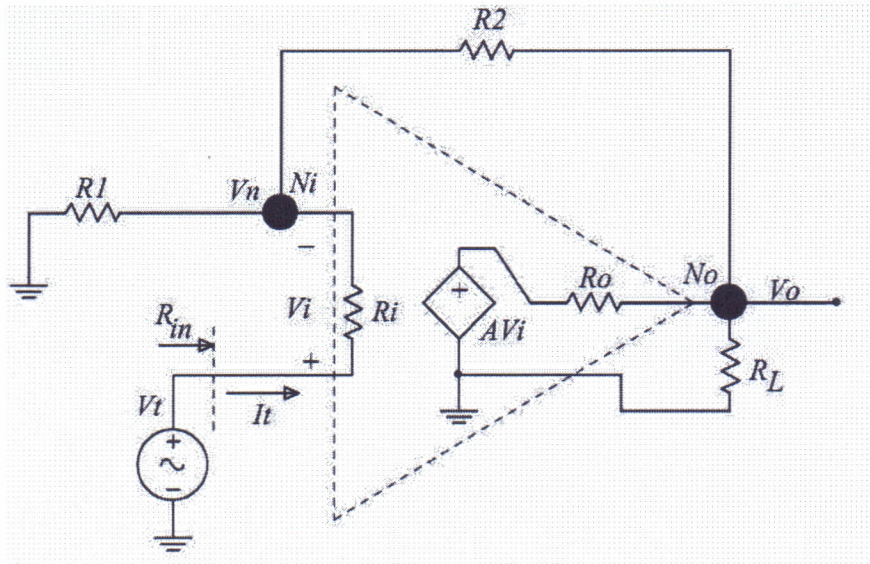 R2
R1
Vn
Ni
−
Vi
Ri
+
Rin
It
Vt
+
−
+
AVi
Ro
No
Vo
RL